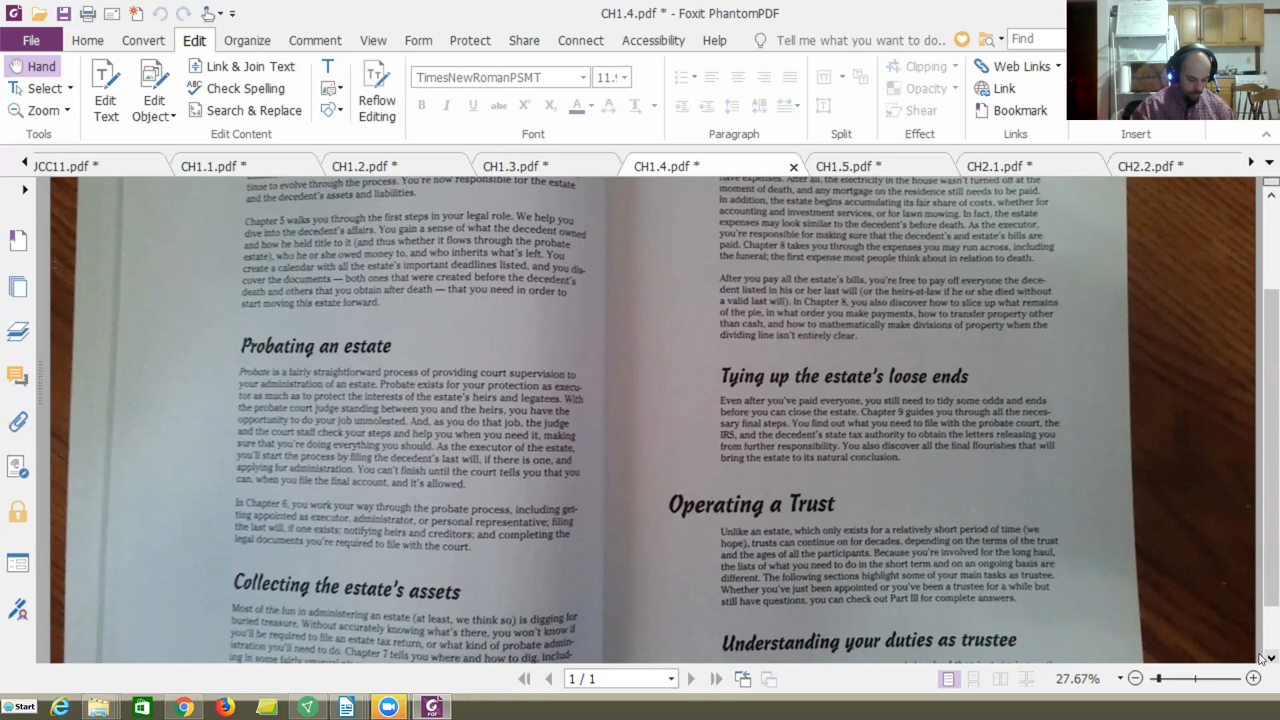 CH1.4.pdf * - Foxit PhantomPDF
File Home Convert Edit Organize Comment View Form Protect Share Connect Accessibility Help Tell me what you want to do.. Find
Hand
Select
Zoom
Tools
Edit Text
Edit Object
Link & Join Text
Check Spelling
Search & Replace
Edit Content
Reflow Editing
TimesNewRomanPSMT 11.
Font
Paragraph
Split
Clipping
Opacity
Shear
Effect
Web Links
Link
Bookmark
Links
Insert
JCC11.pdf * CH1.1.pdf * CH1.2.pdf * CH1.3.pdf * CH1.4.pdf * CH1.5.pdf * CH2.1.pdf * CH2.2.pdf *
tinue to evolve through the process. You're now responsible for the estate
and the decedent's assets and liabilities.
Chapter 5 walks you through the first steps in your legal role. We help you
dive into the decedent's affairs. You gain a sense of what the decedent owned
and how he held title to it (and thus whether it flows through the probate
estate), who he or she owed money to, and who inherits what's left. You
create a calendar with all the estate's important deadlines listed, and you dis-
cover the documents — both ones that were created before the decedent's
death and others that you obtain after death — that you need in order to
start moving this estate forward.
Probating an estate
Probate is a fairly straightforward process of providing court supervision to
your administration of an estate. Probate exists for your protection as execu-
tor as much as to protect the interests of the estate's heirs and legatees. With
the probate court judge standing between you and the heirs, you have the
opportunity to do your job unmolested. And, as you do that job, the judge
and the court staff check your steps and help you when you need it, making
sure that you're doing everything you should. As the executor of the estate,
you'll start the process by filing the decedent's last will, if there is one, and
applying for administration. You can't finish until the court tells you that you
can, when you file the final account, and it's allowed.
In Chapter 6, you work your way through the probate process, including get-
ting appointed as executor, administrator, or personal representative; filing
the last will, if one exists; notifying heirs and creditors; and completing the
legal documents you're required to file with the court.
Collecting the estate's assets
Most of the fun in administering an estate (at least, we think so) is digging for
buried treasure. Without accurately knowing what's there, you won't know if
you'll be required to file an estate tax return, or what kind of probate admin-
istration you'll need to do. Chapter 7 tells you where and how to dig, includ-
ing in some fairly
have expenses. After all, the electricity in the house wasn't turned off at the
moment of death, and any mortgage on the residence still needs to be paid.
In addition, the estate begins accumulating its fair share of costs, whether for
accounting and investment services, or for lawn mowing. In fact, the estate
expenses may look similar to the decedent's before death. As the executor,
you're responsible for making sure that the decedent's and estate's bills are
paid. Chapter 8 takes you through the expenses you may run across, including
the funeral; the first expense most people think about in relation to death.
After you pay all the estate's bills, you're free to pay off everyone the dece-
dent listed in his or her last will (or the heirs-at-law if he or she died without
a valid last will). In Chapter 8, you also discover how to slice up what remains
of the pie, in what order you make payments, how to transfer property other
than cash, and how to mathematically make divisions of property when the
dividing line isn't entirely clear.
Tying up the estate's loose ends
Even after you've paid everyone, you still need to tidy some odds and ends
before you can close the estate. Chapter 9 guides you through all the neces-
sary final steps. You find out what you need to file with the probate court, the
IRS, and the decedent's state tax authority to obtain the letters releasing you
from further responsibility. You also discover all the final flourishes that will
bring the estate to its natural conclusion.
Operating a Trust
Unlike an estate, which only exists for a relatively short period of time (we
hope), trusts can continue on for decades, depending on the terms of the trust
and the ages of all the participants. Because you're involved for the long haul,
the lists of what you need to do in the short term and on an ongoing basis are
different. The following sections highlight some of your main tasks as trustee.
Whether you've just been appointed or you've been a trustee for a while but
still have questions, you can check out Part III for complete answers.
Understanding your duties as trustee
1 / 1
27.67%
Start